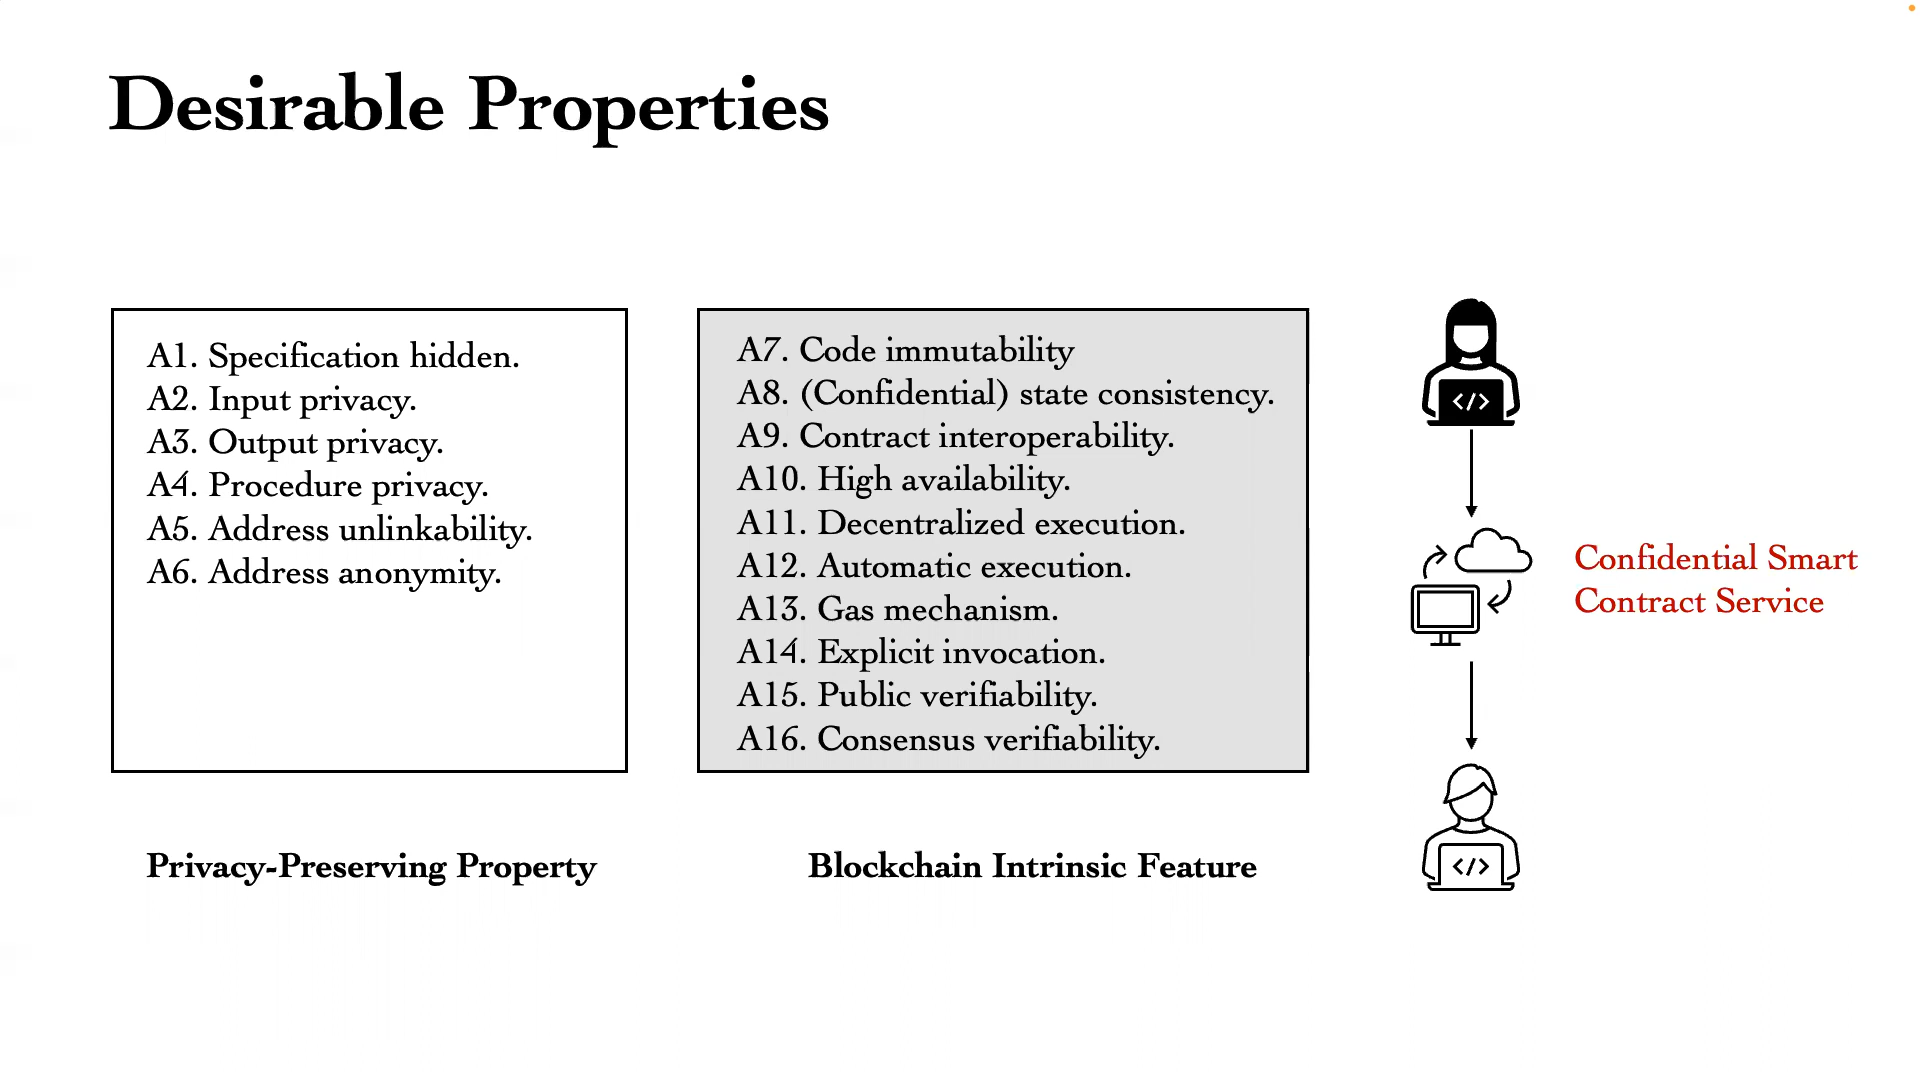 Desirable Properties
A1. Specification hidden.
A2. Input privacy.
A3. Output privacy.
A4. Procedure privacy.
A5. Address unlinkability.
A6. Address anonymity.
Privacy-Preserving Property
A7. Code immutability
A8. (Confidential) state consistency.
A9. Contract interoperability.
A10. High availability.
A11. Decentralized execution.
A12. Automatic execution.
A13. Gas mechanism.
A14. Explicit invocation.
A15. Public verifiability.
A16. Consensus verifiability.
Blockchain Intrinsic Feature
</>
Confidential Smart
Contract Service
</>